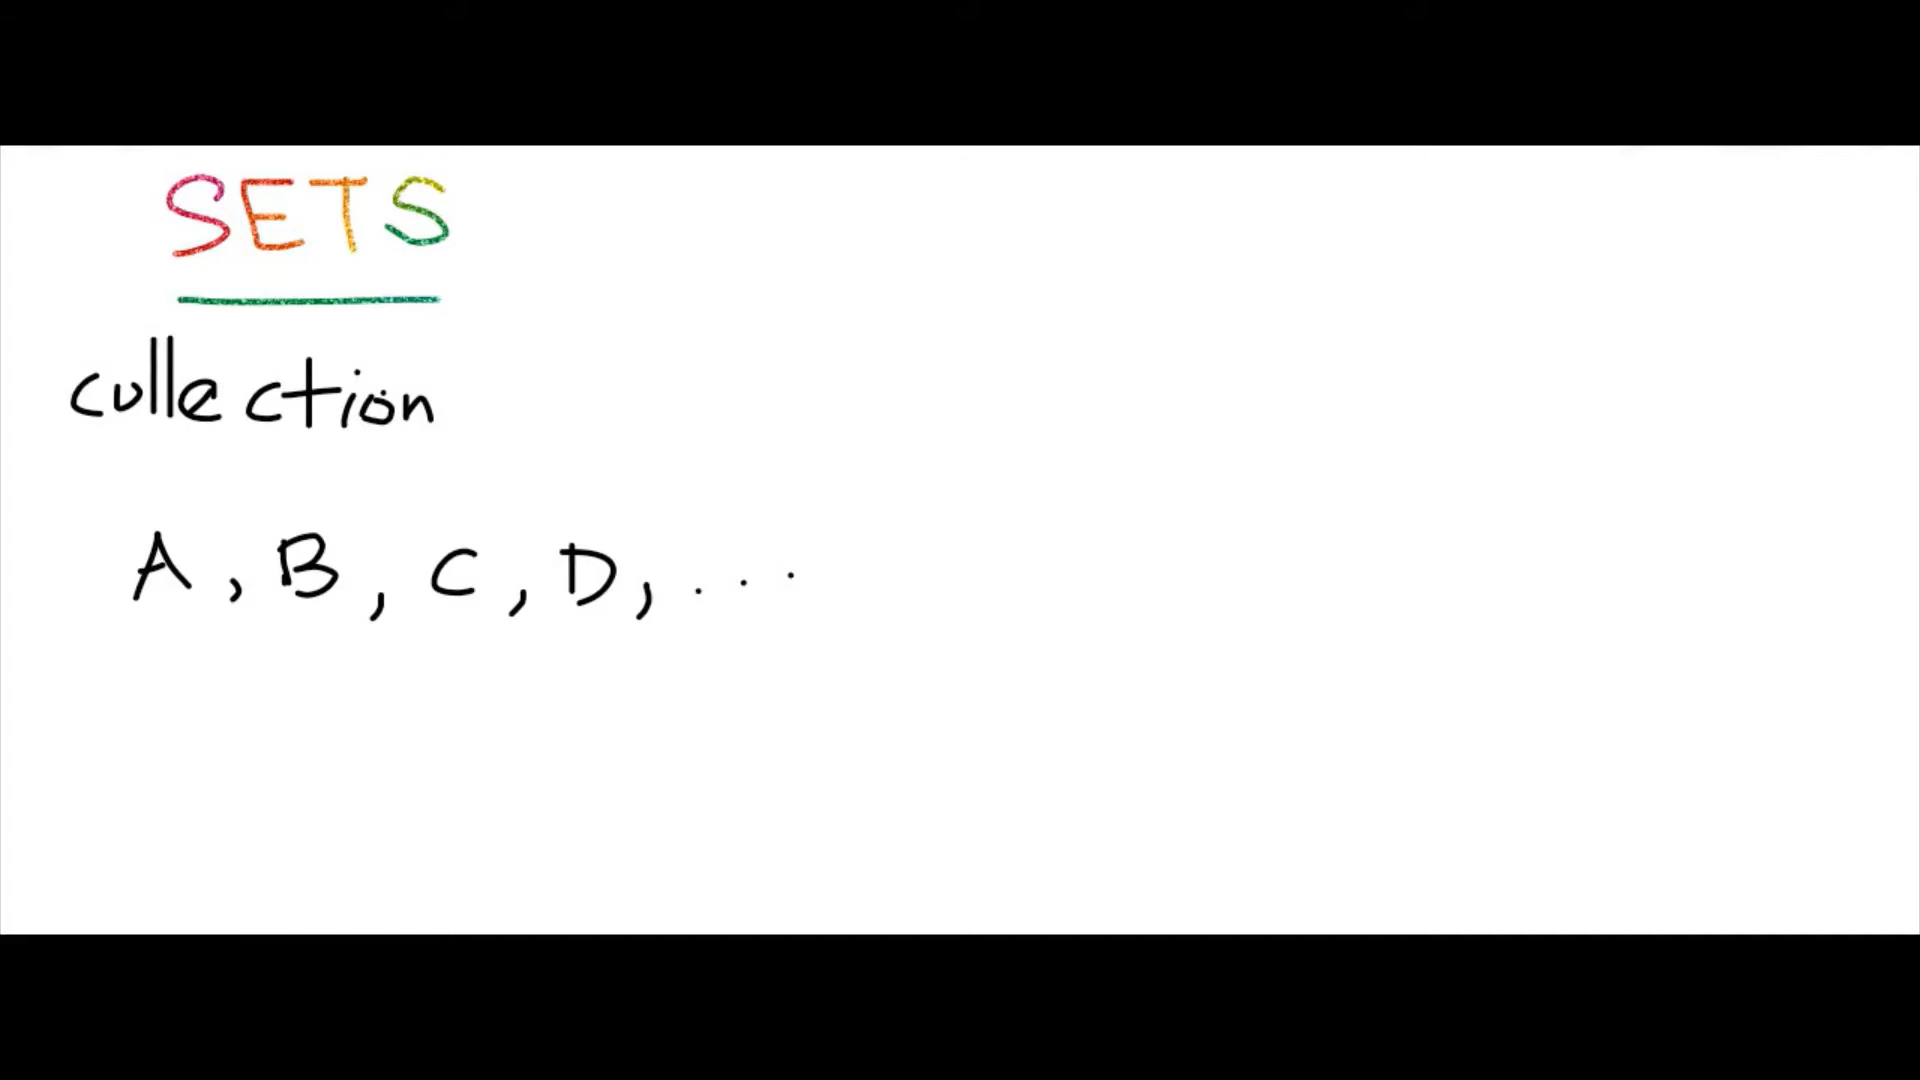 SETS
collection
A, B, C, D, ...